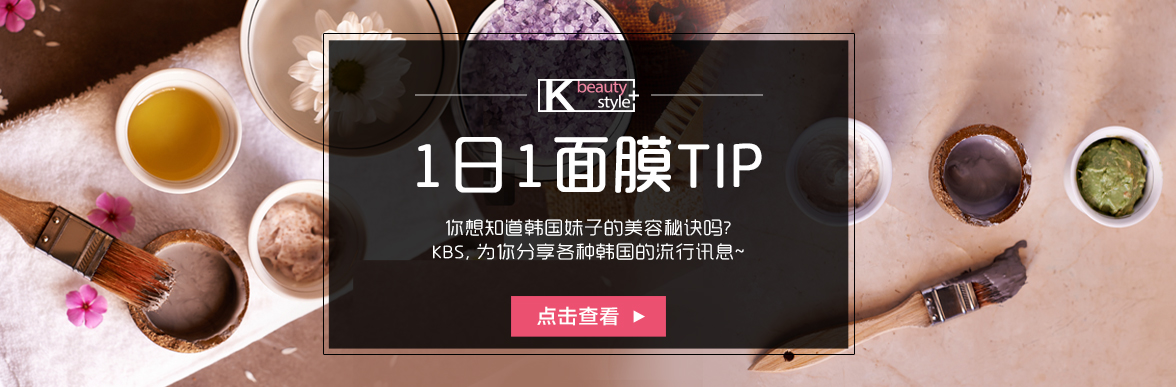 K beauty
style+
1日1面膜TIP
你想知道韩国妹子的美容秘诀吗?
KBS, 为你分享各种韩国的流行讯息~
点击查看 ▶